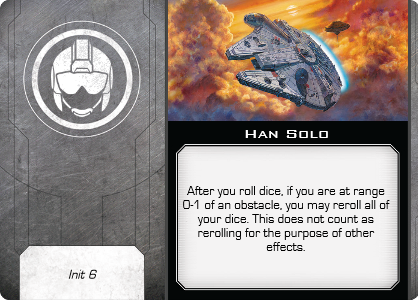 Han Solo
After you roll dice, if you are at range
0-1 of an obstacle, you may reroll all of
your dice. This does not count as
rerolling for the purpose of other
effects.
Init 6